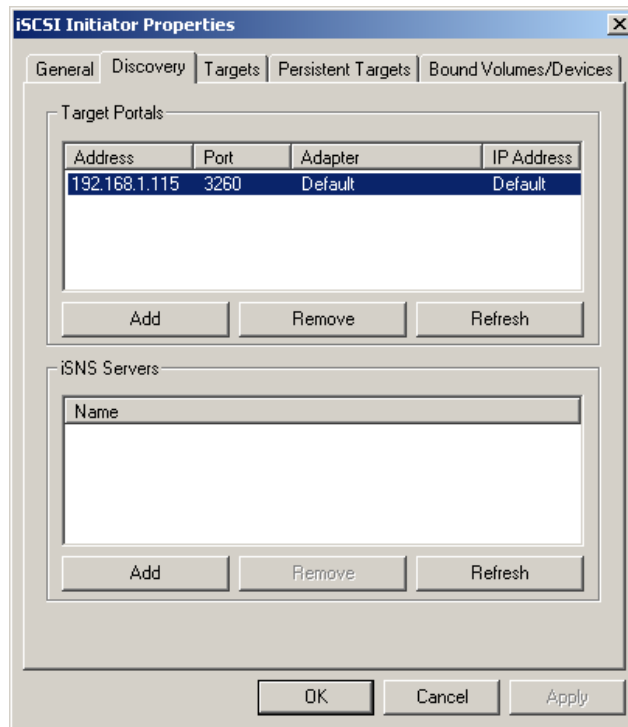 iSCSI Initiator Properties
General Discovery Targets Persistent Targets Bound Volumes/Devices
Target Portals
Address Port Adapter IP Address
192.168.1.115 3260 Default Default
Add Remove Refresh
iSNS Servers
Name
Add Remove Refresh
OK Cancel Apply